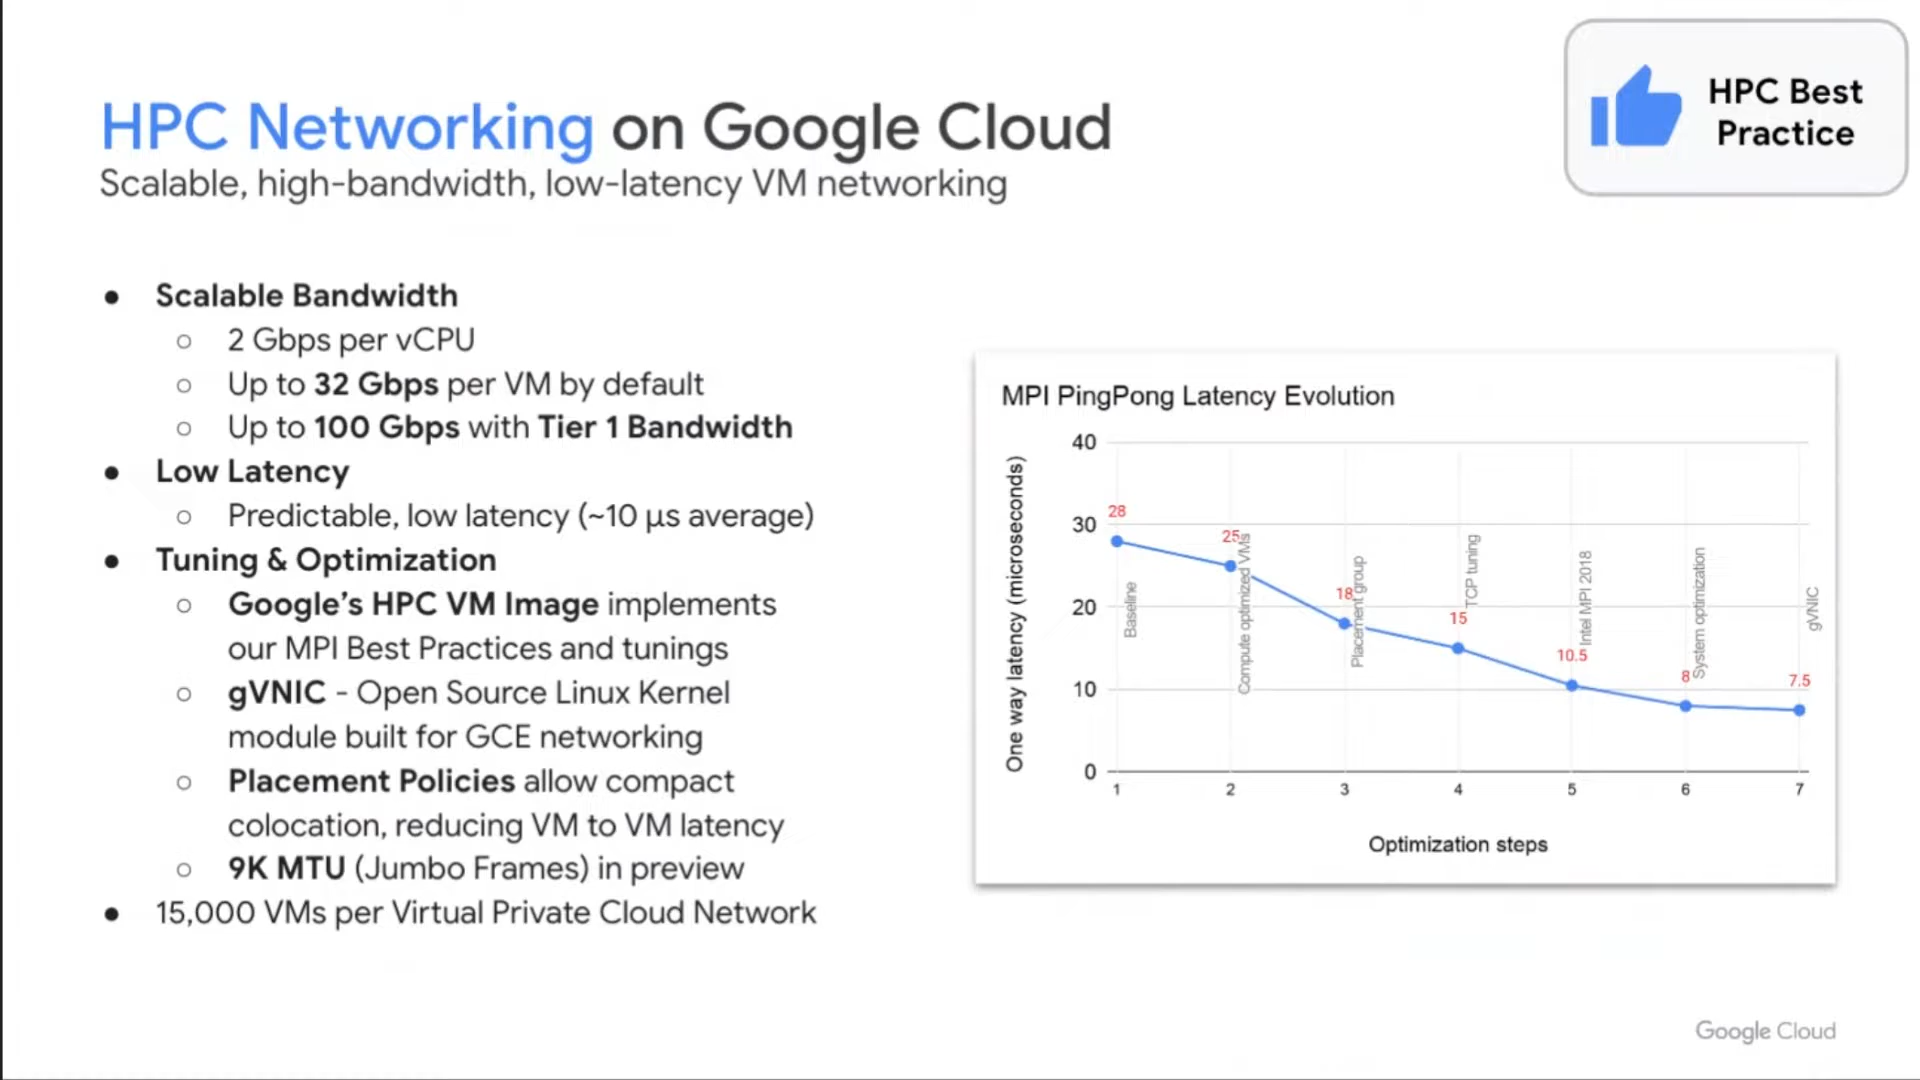 HPC Best
Practice
HPC Networking on Google Cloud
Scalable, high-bandwidth, low-latency VM networking
● Scalable Bandwidth
○ 2 Gbps per vCPU
○ Up to 32 Gbps per VM by default
○ Up to 100 Gbps with Tier 1 Bandwidth
● Low Latency
○ Predictable, low latency (~10 µs average)
● Tuning & Optimization
○ Google’s HPC VM Image implements
our MPI Best Practices and tunings
○ gVNIC - Open Source Linux Kernel
module built for GCE networking
○ Placement Policies allow compact
colocation, reducing VM to VM latency
○ 9K MTU (Jumbo Frames) in preview
● 15,000 VMs per Virtual Private Cloud Network
MPI PingPong Latency Evolution
One way latency (microseconds)
40
30
20
10
0
28
25
18
15
10.5
8
7.5
Baseline
Compute optimized VMs
Placement group
TCP tuning
Intel MPI 2018
System optimization
gVNIC
1 2 3 4 5 6 7
Optimization steps
Google Cloud